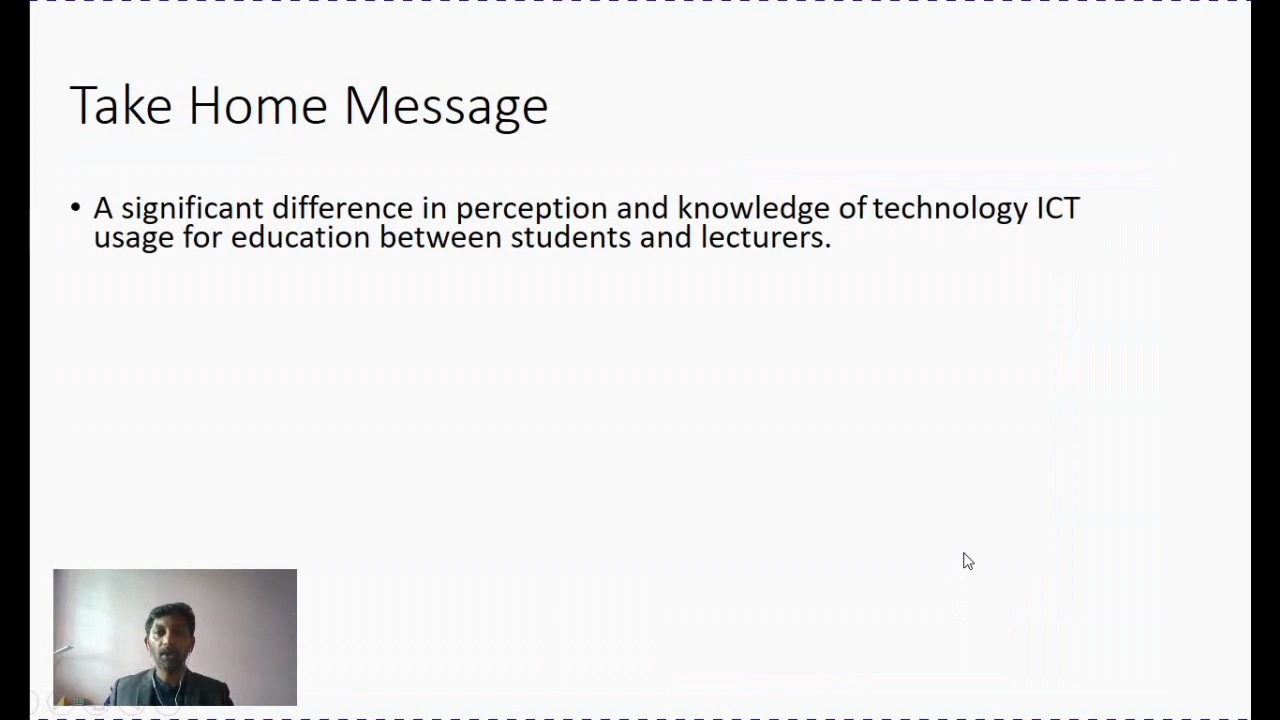 Take Home Message
• A significant difference in perception and knowledge of technology ICT
usage for education between students and lecturers.